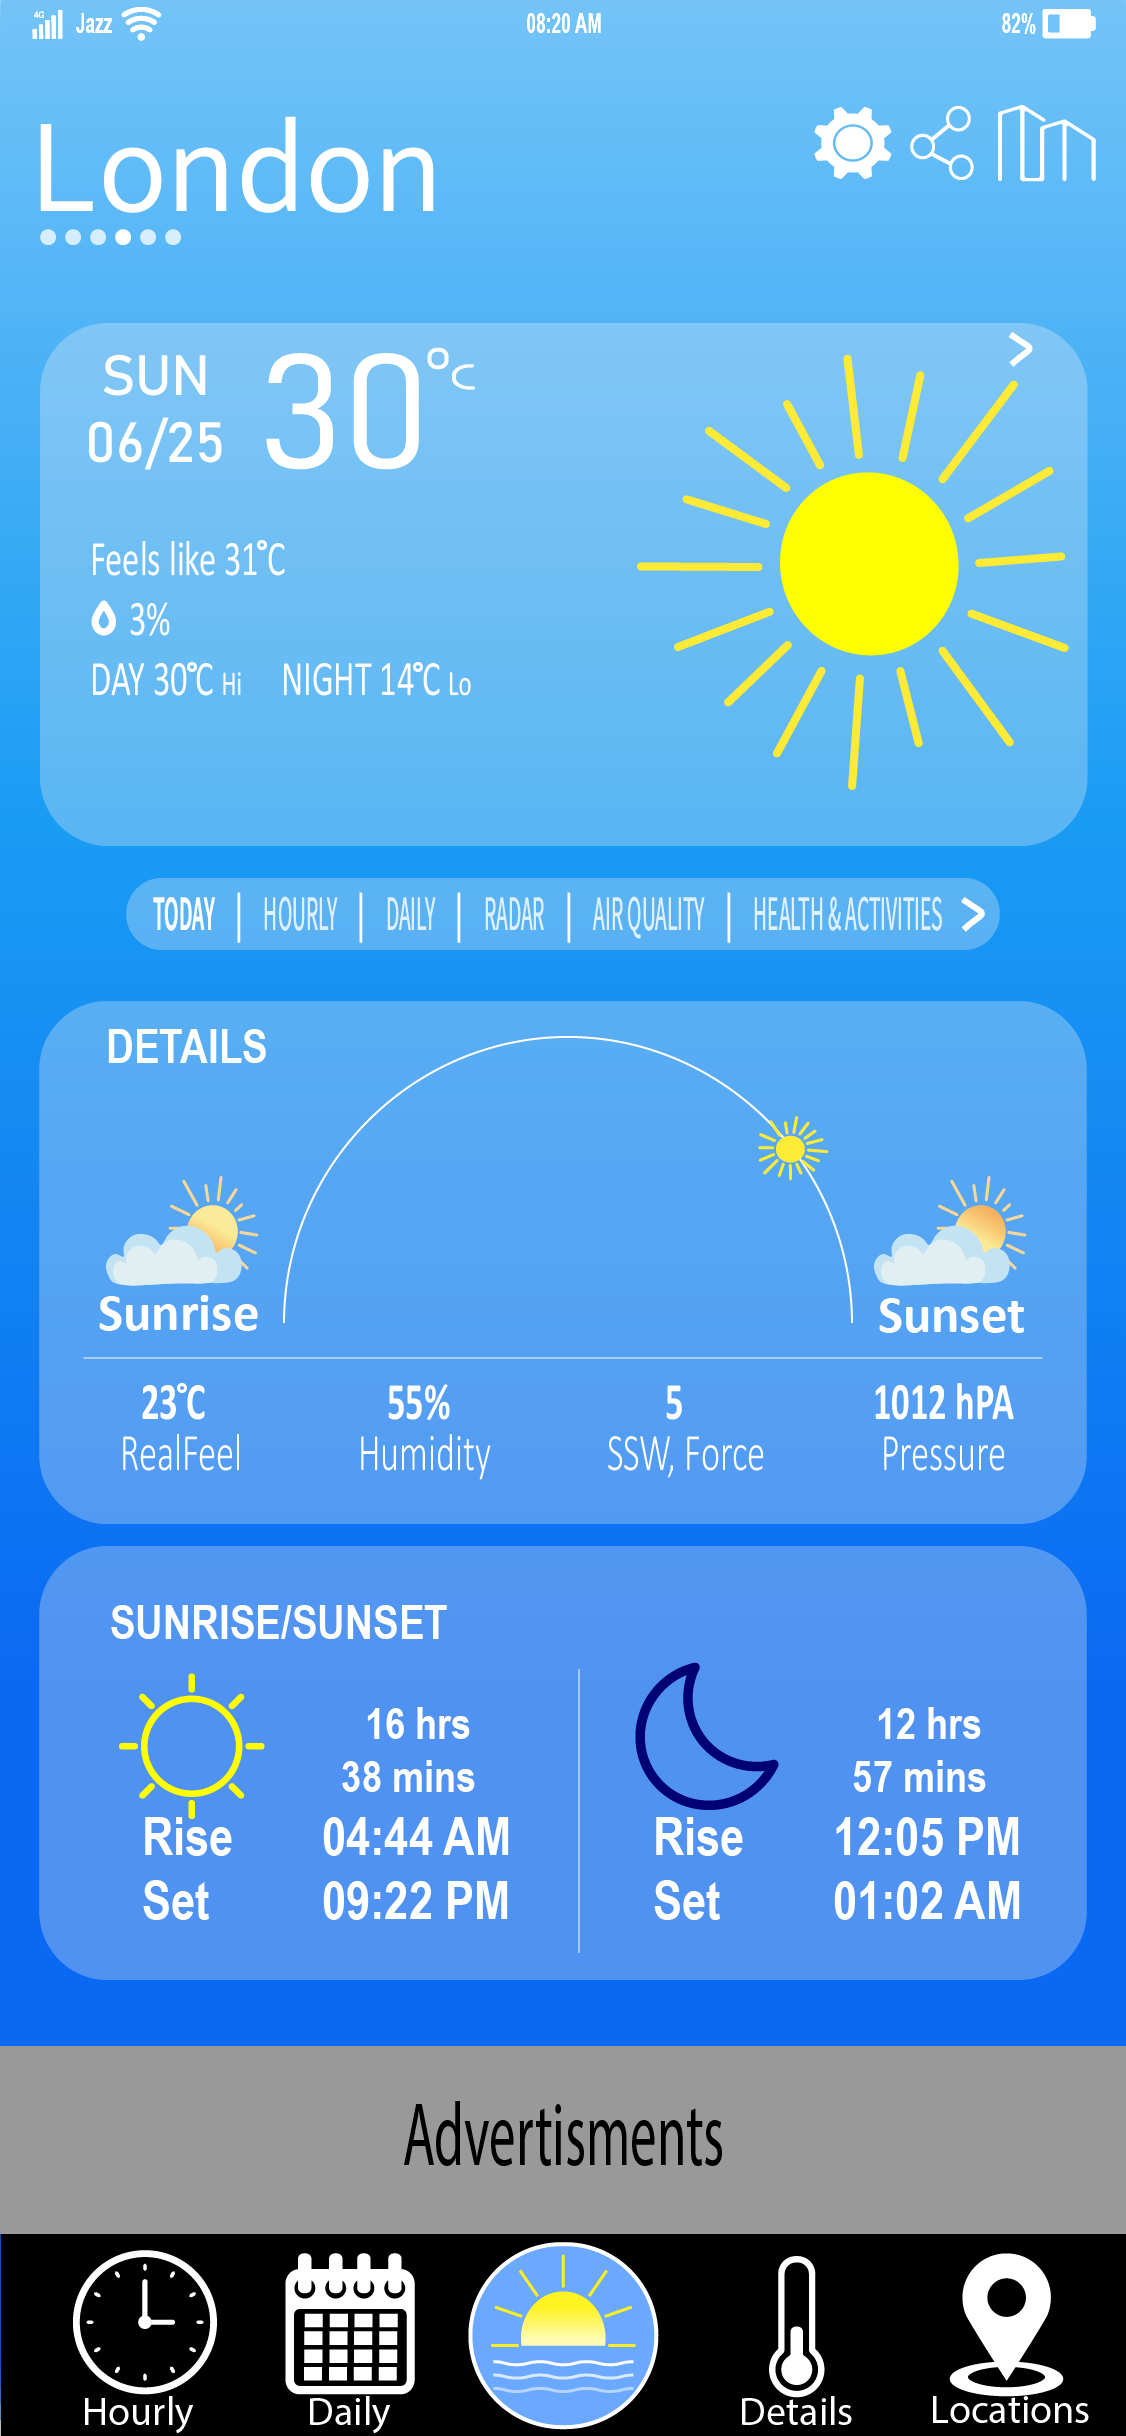 4G Jazz 08:20 AM 82%
London
SUN 30°C
06/25
Feels like 31°C
3%
DAY 30°C Hi NIGHT 14°C Lo
TODAY | HOURLY | DAILY | RADAR | AIR QUALITY | HEALTH & ACTIVITIES >
DETAILS
Sunrise Sunset
23°C 55% 5 1012 hPA
RealFeel Humidity SSW, Force Pressure
SUNRISE/SUNSET
16 hrs 12 hrs
38 mins 57 mins
Rise 04:44 AM Rise 12:05 PM
Set 09:22 PM Set 01:02 AM
Advertisments
Hourly Daily Details Locations